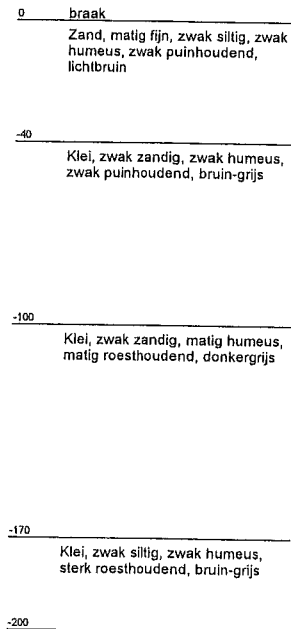 0 braak
Zand, matig fijn, zwak siltig, zwak
humeus, zwak puinhoudend,
lichtbruin
-40
Klei, zwak zandig, zwak humeus,
zwak puinhoudend, bruin-grijs
-100
Klei, zwak zandig, matig humeus,
matig roesthoudend, donkergrijs
-170
Klei, zwak siltig, zwak humeus,
sterk roesthoudend, bruin-grijs
-200